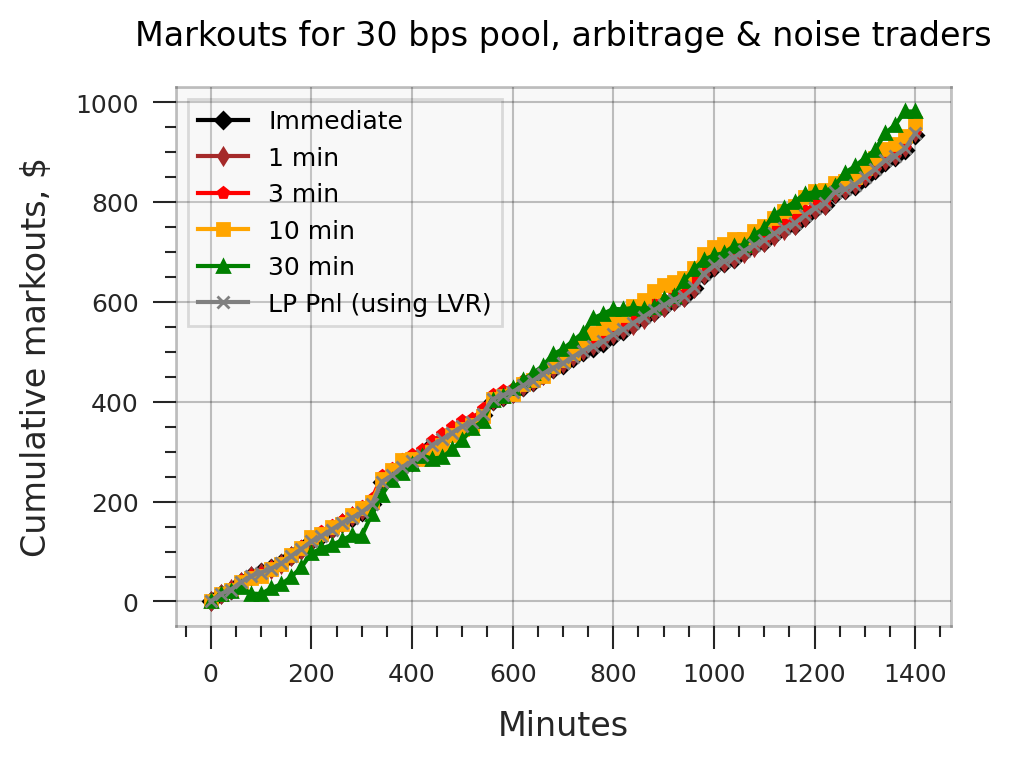 Markouts for 30 bps pool, arbitrage & noise traders
Cumulative markouts, $
1000
800
600
400
200
0
Immediate
1 min
3 min
10 min
30 min
LP Pnl (using LVR)
0 200 400 600 800 1000 1200 1400
Minutes